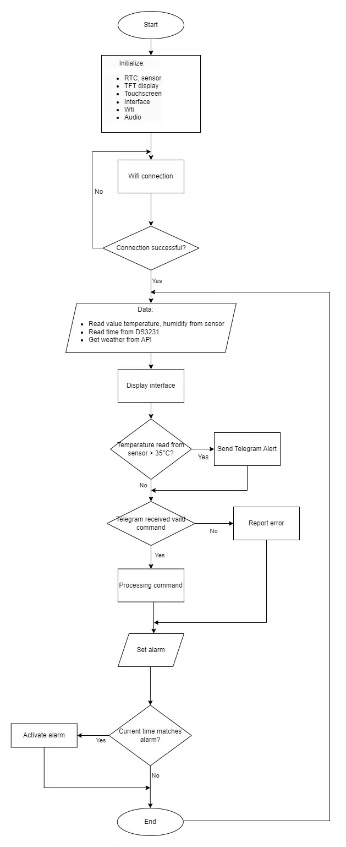 Start
Initialize:
RTC, sensor
TFT display
Touchscreen
Interface
Wifi
Audio
Wifi connection
No
Connection successful?
Yes
Data:
Read value temperature, humidity from sensor
Read time from DS3231
Get weather from API
Display interface
Temperature read from
sensor > 35°C?
Yes
Send Telegram Alert
No
Telegram received valid
command
No
Report error
Yes
Processing command
Set alarm
Current time matches
alarm?
Yes
Activate alarm
No
End